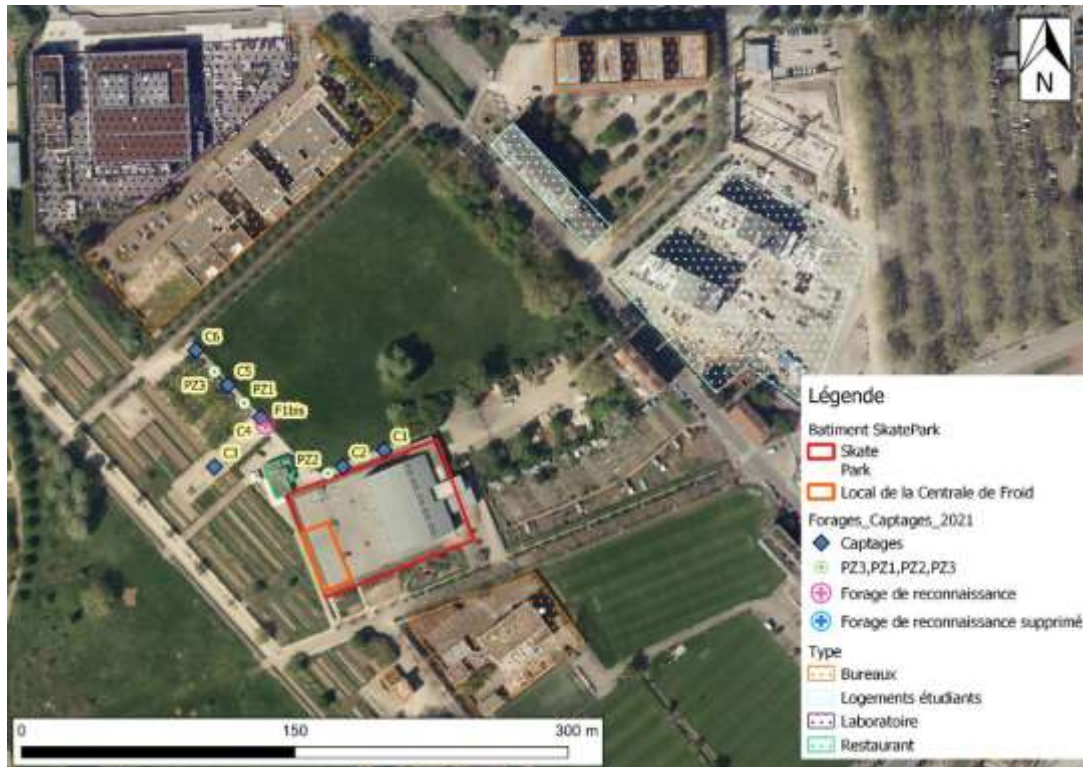 N
C6
PZ3
C5
PZ1
F1bis
C4
C3
PZ2
C2
C1
Légende
Batiment SkatePark
Skate
Park
Local de la Centrale de Froid
Forages_Captages_2021
Captages
PZ3,PZ1,PZ2,PZ3
Forage de reconnaissance
Forage de reconnaissance supprimé
Type
Bureaux
Logements étudiants
Laboratoire
Restaurant
0 150 300 m